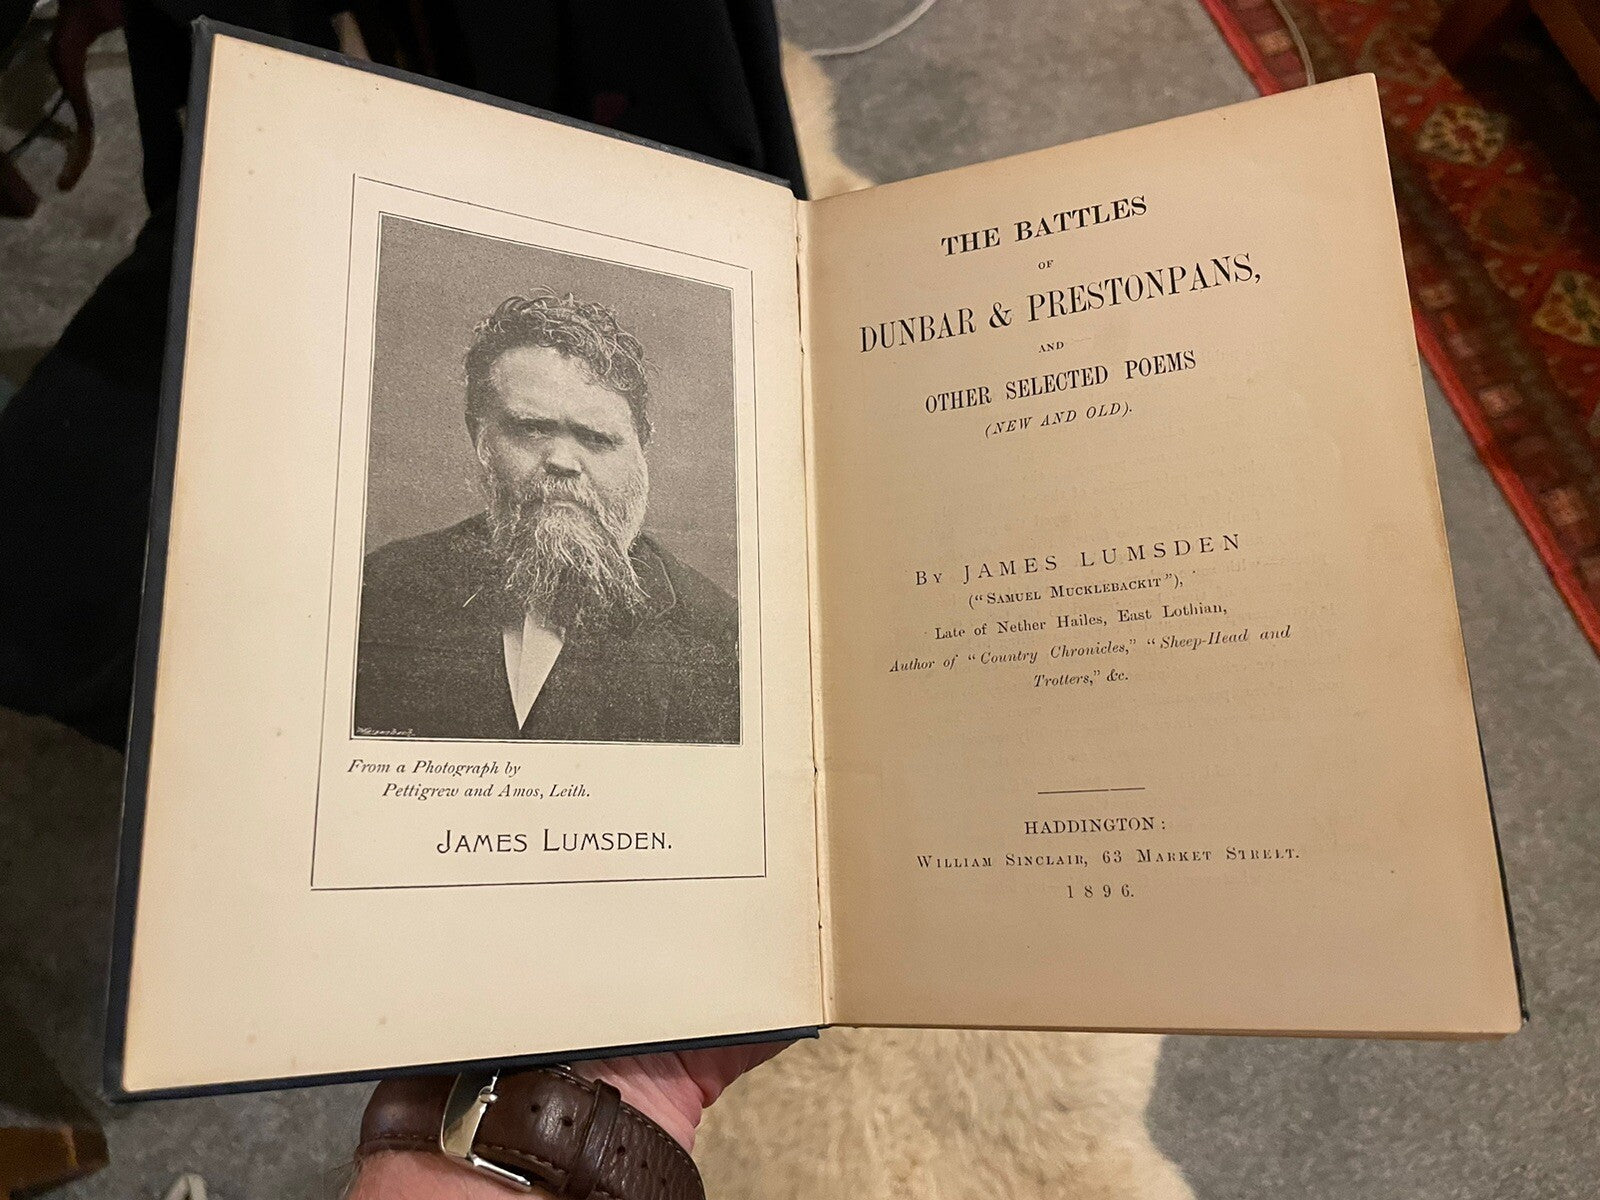 From a Photograph by
Pettigrew and Amos, Leith.
JAMES LUMSDEN.
THE BATTLES
OF
DUNBAR & PRESTONPANS,
AND
OTHER SELECTED POEMS
(NEW AND OLD).
BY JAMES LUMSDEN
("SAMUEL MUCKLEBACKIT"),
Late of Nether Hailes, East Lothian,
Author of "Country Chronicles," "Sheep-Head and
Trotters," &c.
HADDINGTON:
WILLIAM SINCLAIR, 63 MARKET STREET.
1896.